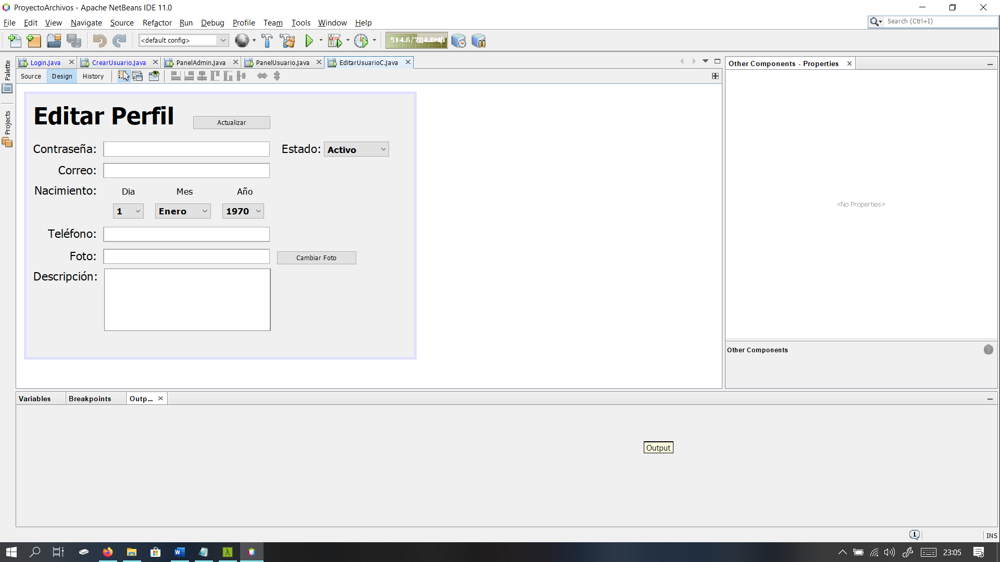 ProyectoArchivos - Apache NetBeans IDE 11.0
File Edit View Navigate Source Refactor Run Debug Profile Team Tools Window Help
Search (Ctrl+I)
<default config>
514.6/704.0MB
Palette
Projects
Login.java CrearUsuario.java PanelAdmin.java PanelUsuario.java EditarUsuarioC.java
Source Design History
Editar Perfil
Actualizar
Contraseña:
Estado: Activo
Correo:
Nacimiento: Dia Mes Año
1 Enero 1970
Teléfono:
Foto:
Cambiar Foto
Descripción:
Other Components - Properties
<No Properties>
Other Components
Variables Breakpoints Outp...
Output
1
INS
23:05